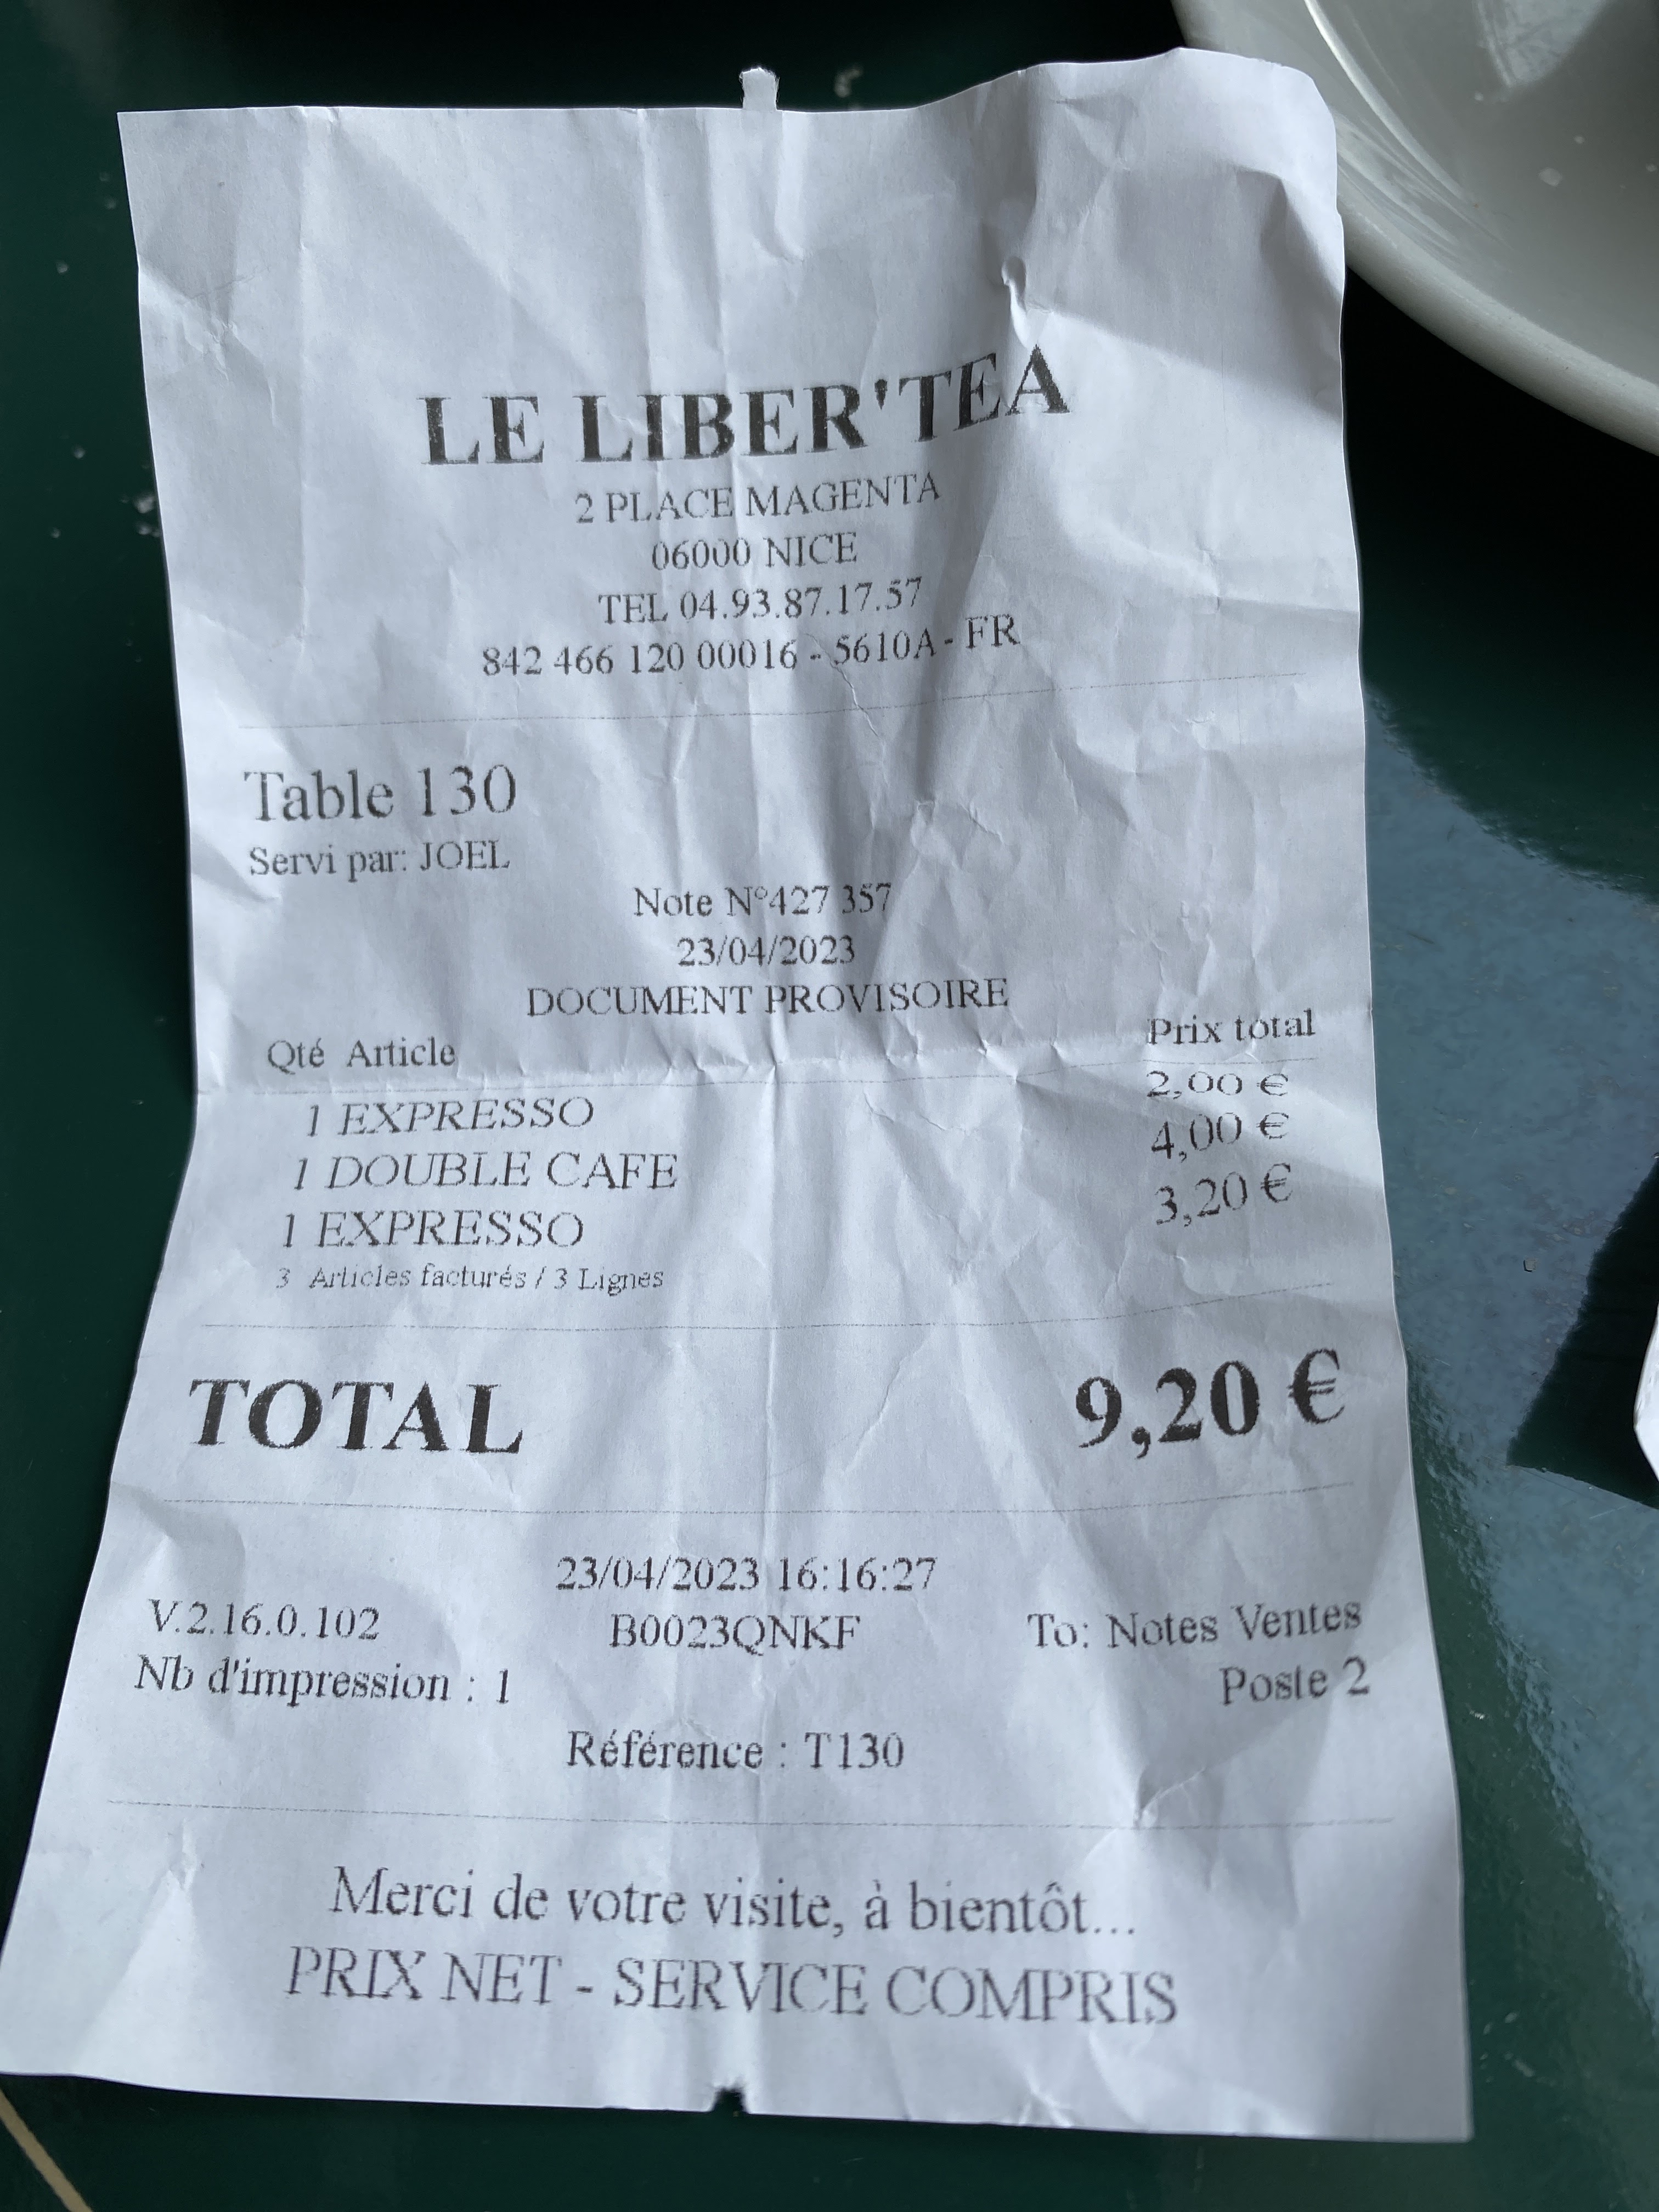 LE LIBER'TEA
2 PLACE MAGENTA
06000 NICE
TEL 04.93.87.17.57
842 466 120 00016 - 5610A - FR
Table 130
Servi par: JOEL
Note N°427 357
23/04/2023
DOCUMENT PROVISOIRE
Qté Article Prix total
1 EXPRESSO 2,00 €
1 DOUBLE CAFE 4,00 €
1 EXPRESSO 3,20 €
3 Articles facturés / 3 Lignes
TOTAL 9,20 €
23/04/2023 16:16:27
V.2.16.0.102 B0023QNKF To: Notes Ventes
Nb d'impression : 1 Poste 2
Référence : T130
Merci de votre visite, à bientôt...
PRIX NET - SERVICE COMPRIS